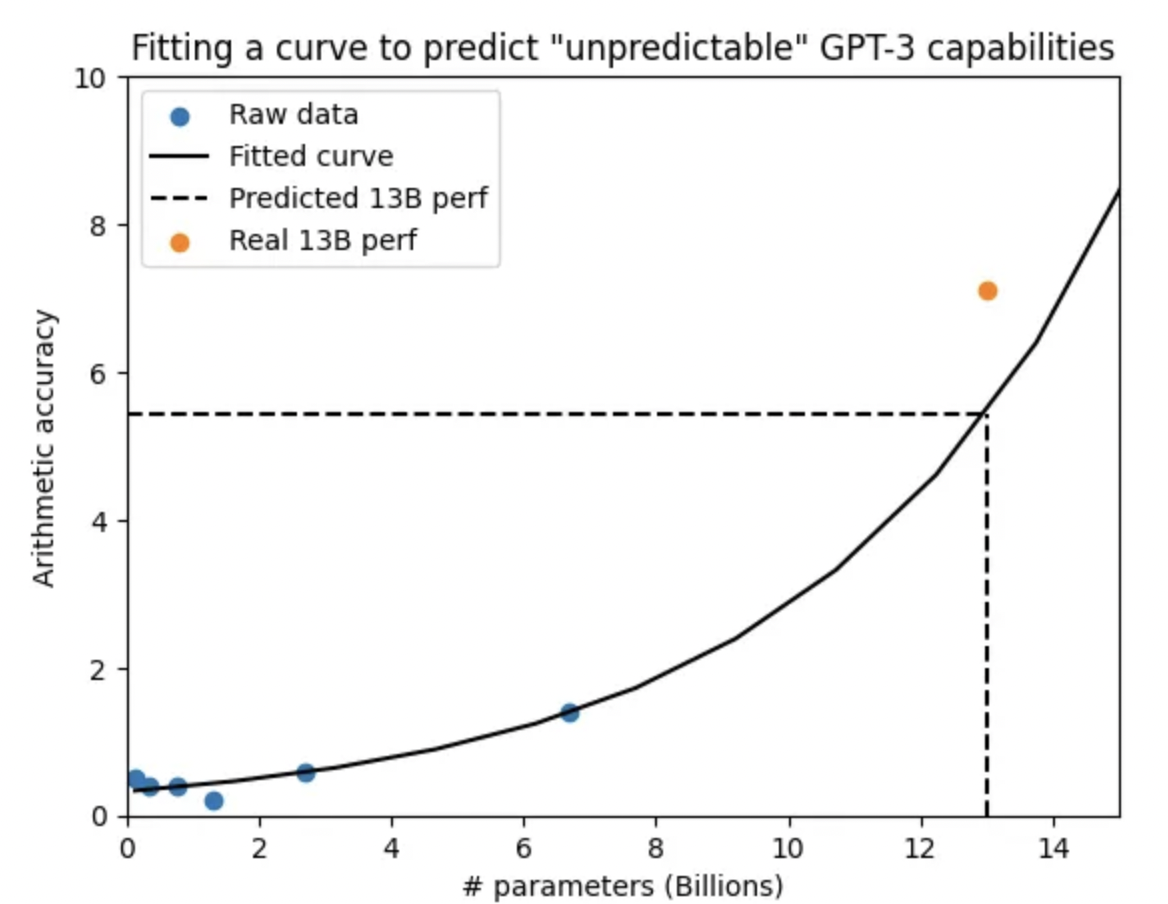 Fitting a curve to predict "unpredictable" GPT-3 capabilities
Raw data
Fitted curve
Predicted 13B perf
Real 13B perf
Arithmetic accuracy
10
8
6
4
2
0
0 2 4 6 8 10 12 14
# parameters (Billions)